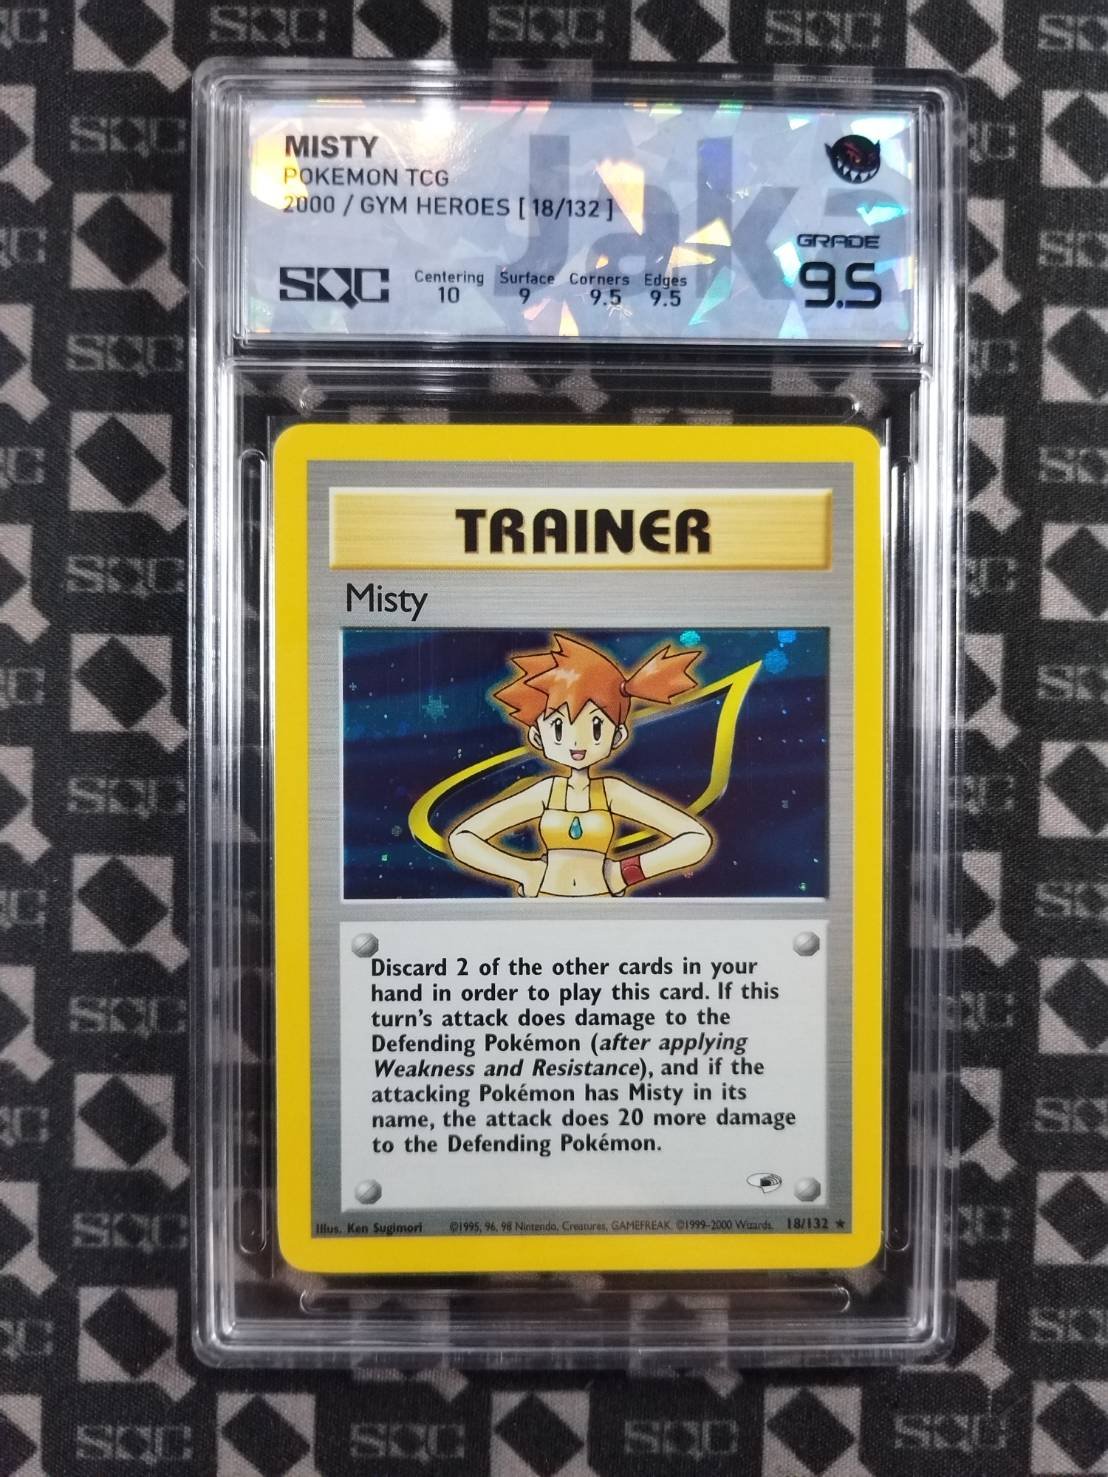 MISTY
POKEMON TCG
2000 / GYM HEROES [ 18/132 ]
Jaka
GRADE
9.5
SQC
Centering Surface Corners Edges
10 9 9.5 9.5
TRAINER
Misty
Discard 2 of the other cards in your
hand in order to play this card. If this
turn's attack does damage to the
Defending Pokémon (after applying
Weakness and Resistance), and if the
attacking Pokémon has Misty in its
name, the attack does 20 more damage
to the Defending Pokémon.
Illus. Ken Sugimori ©1995, 96, 98 Nintendo, Creatures, GAMEFREAK. ©1999-2000 Wizards. 18/132 ★